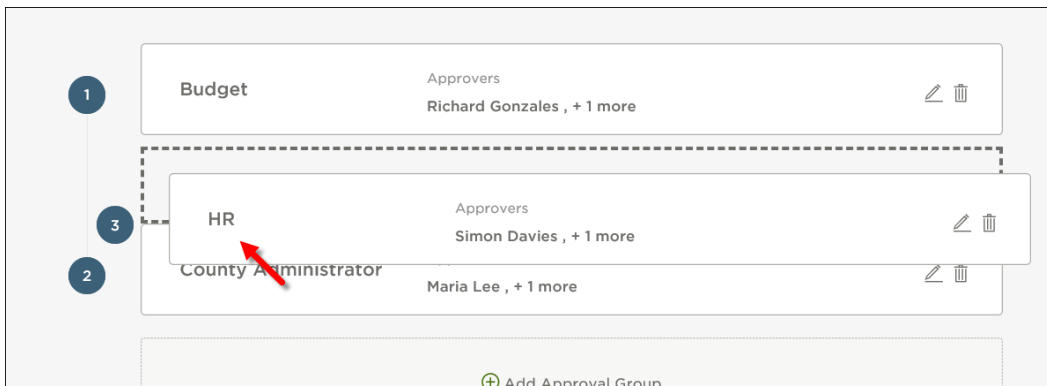 1
Budget
Approvers
Richard Gonzales , + 1 more
3
HR
Approvers
Simon Davies , + 1 more
2
County Administrator
Maria Lee , + 1 more
Add Approval Group